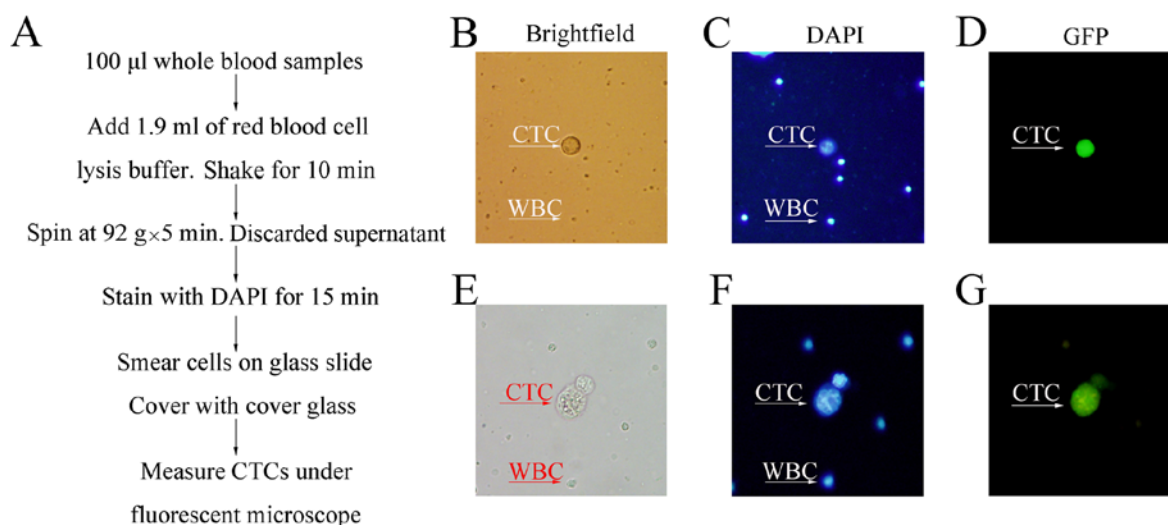 A
100 μl whole blood samples
Add 1.9 ml of red blood cell
lysis buffer. Shake for 10 min
Spin at 92 g×5 min. Discarded supernatant
Stain with DAPI for 15 min
Smear cells on glass slide
Cover with cover glass
Measure CTCs under
fluorescent microscope
B
Brightfield
CTC
WBC
C
DAPI
CTC
WBC
D
GFP
CTC
E
CTC
WBC
F
CTC
WBC
G
CTC